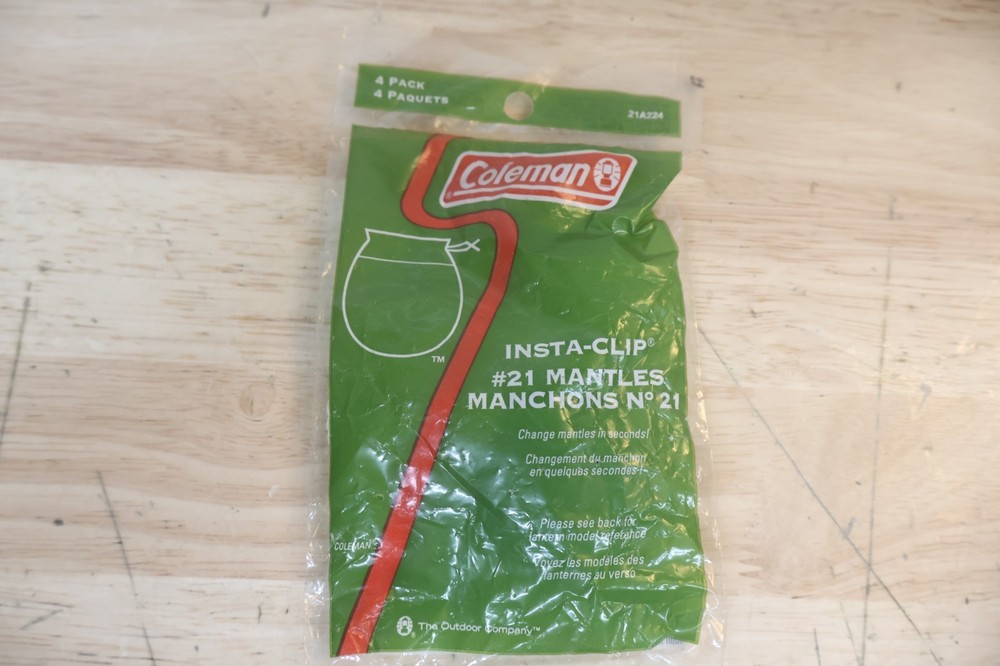 4 PACK
4 PAQUETS
21A224
Coleman
™
INSTA-CLIP®
#21 MANTLES
MANCHONS Nº 21
Change mantles in seconds!
Changement du manchon
en quelques secondes !
Please see back for
lantern model reference
Voyez les modèles des
lanternes au verso
COLEMAN
The Outdoor Company™